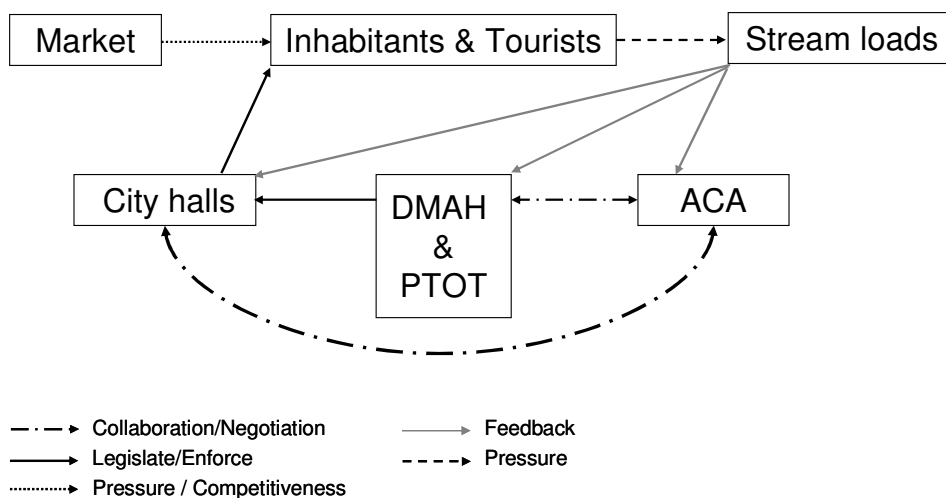 Market
Inhabitants & Tourists
Stream loads
City halls
DMAH
&
PTOT
ACA
Collaboration/Negotiation
Legislate/Enforce
Pressure / Competitiveness
Feedback
Pressure